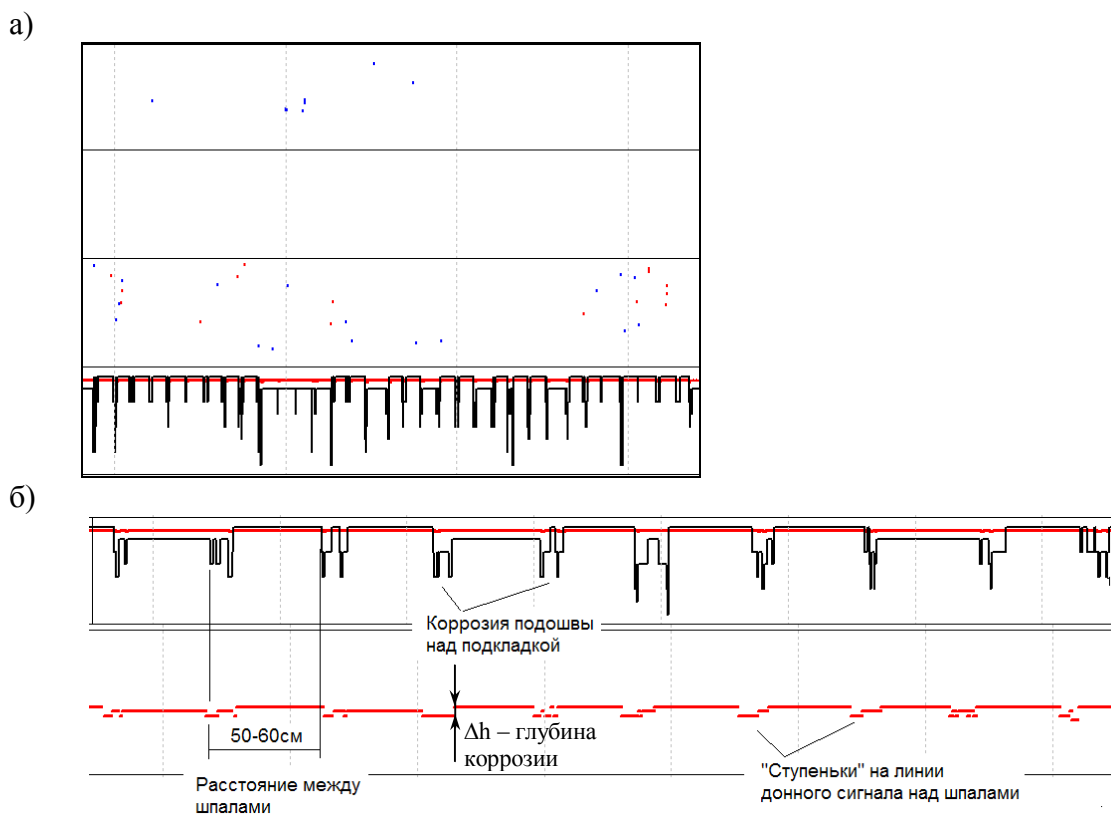 а)
б)
Коррозия подошвы
над подкладкой
50-60см
Δh – глубина
коррозии
Расстояние между
шпалами
"Ступеньки" на линии
донного сигнала над шпалами